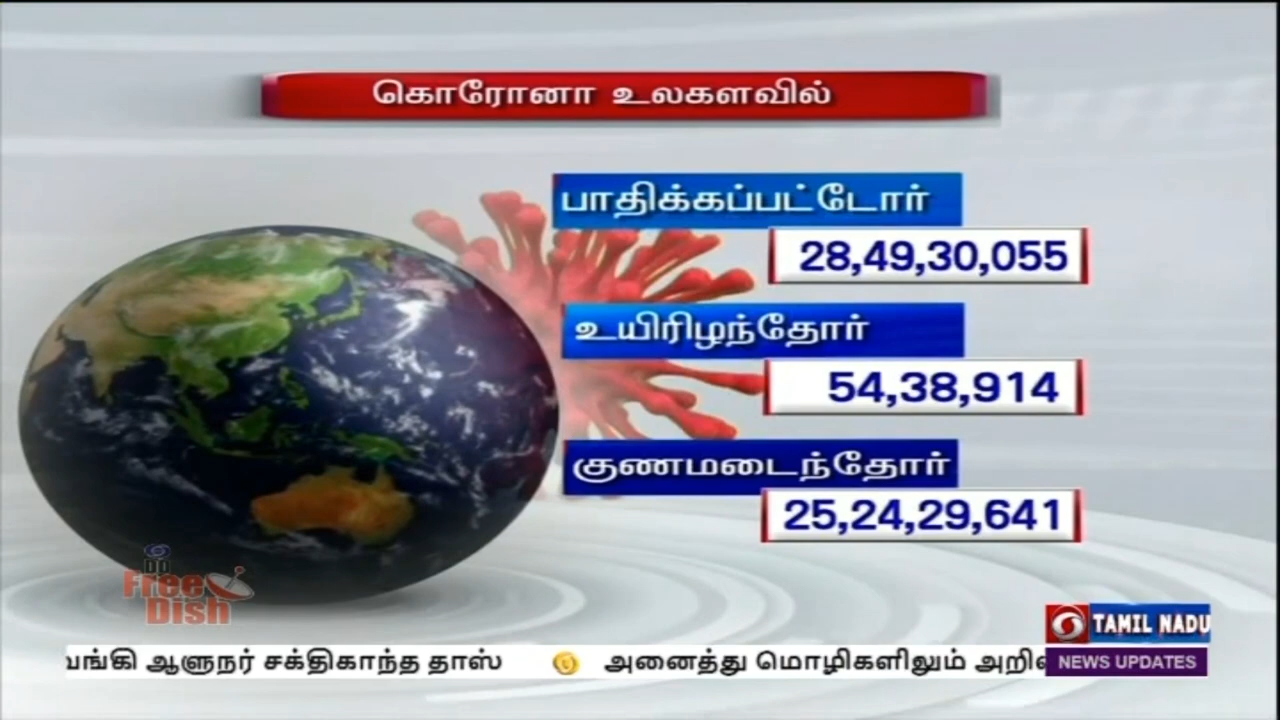 கொரோனா உலகளவில்
பாதிக்கப்பட்டோர்
28,49,30,055
உயிரிழந்தோர்
54,38,914
குணமடைந்தோர்
25,24,29,641
DD
Free
Dish
TAMIL NADU
NEWS UPDATES
ஆளுநர் சக்திகாந்த தாஸ் அனைத்து மொழிகளிலும்